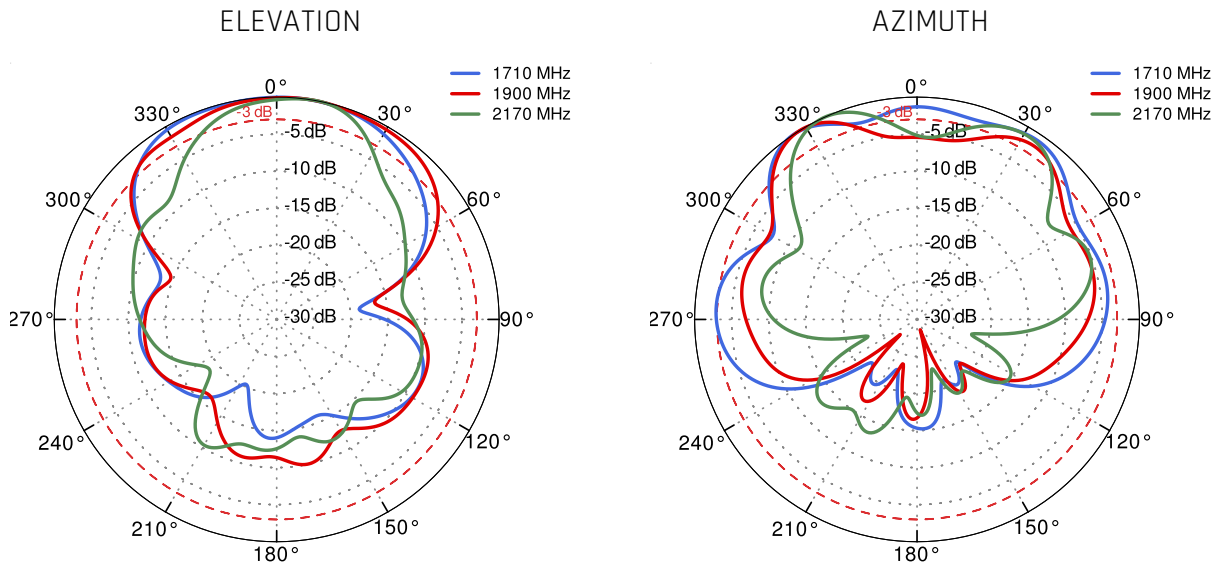 ELEVATION
1710 MHz
1900 MHz
2170 MHz
0°
30°
60°
90°
120°
150°
180°
210°
240°
270°
300°
330°
-3 dB
-5 dB
-10 dB
-15 dB
-20 dB
-25 dB
-30 dB
AZIMUTH
1710 MHz
1900 MHz
2170 MHz
0°
30°
60°
90°
120°
150°
180°
210°
240°
270°
300°
330°
-3 dB
-5 dB
-10 dB
-15 dB
-20 dB
-25 dB
-30 dB